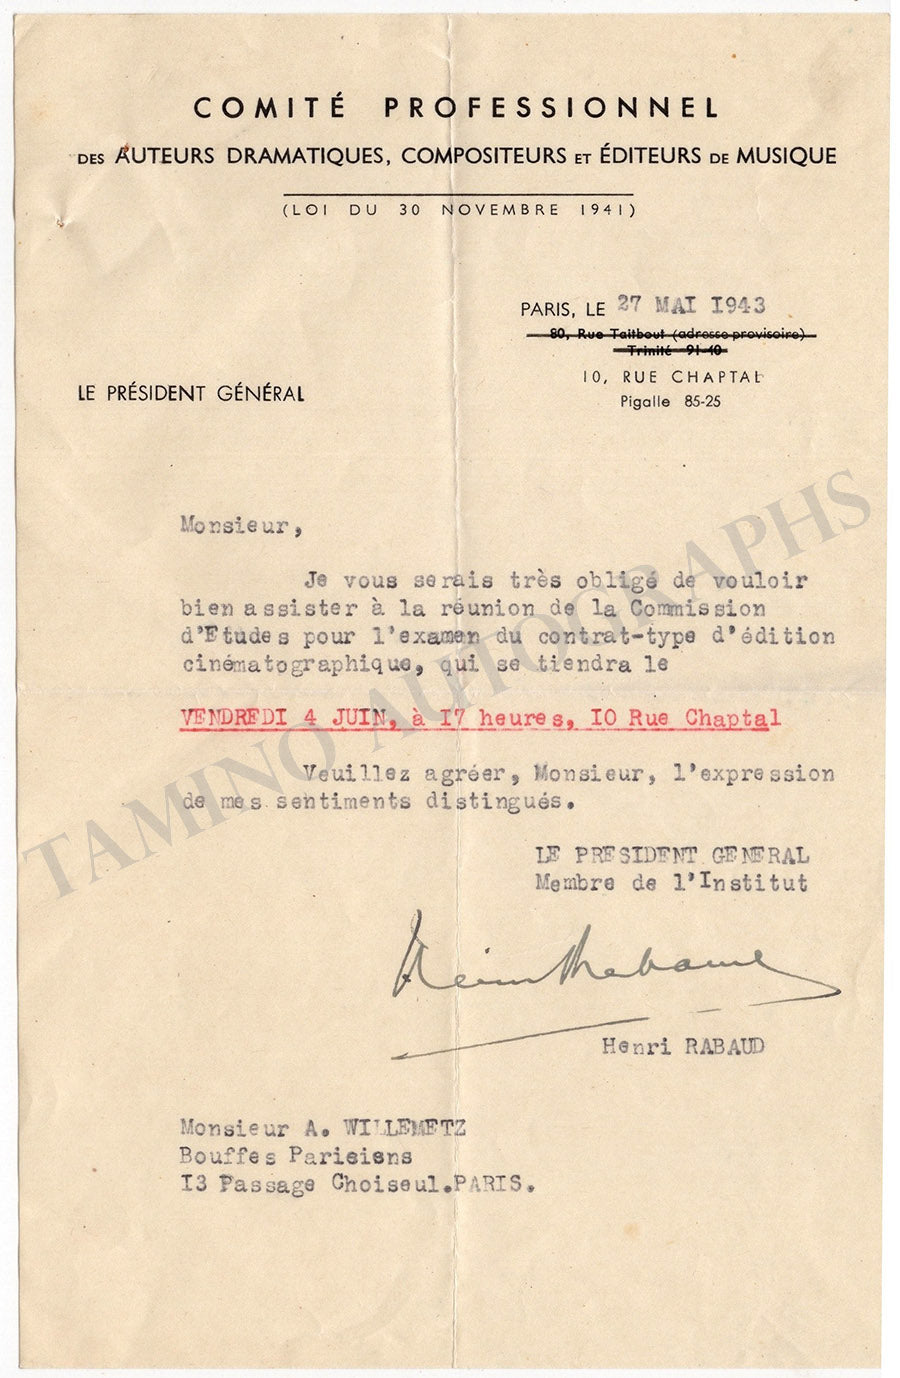 COMITÉ PROFESSIONNEL
DES AUTEURS DRAMATIQUES, COMPOSITEURS ET ÉDITEURS DE MUSIQUE
(LOI DU 30 NOVEMBRE 1941)
PARIS, LE 27 MAI 1943
80, Rue Taitbout (adresse provisoire)
Trinité 91-40
10, RUE CHAPTAL
Pigalle 85-25
LE PRÉSIDENT GÉNÉRAL
Monsieur,
Je vous serais très obligé de vouloir
bien assister à la réunion de la Commission
d'Etudes pour l'examen du contrat-type d'édition
cinématographique, qui se tiendra le
VENDREDI 4 JUIN, à I7 heures, IO Rue Chaptal
Veuillez agréer, Monsieur, l'expression
de mes sentiments distingués.
LE PRESIDENT GENERAL
Membre de l'Institut
Henri Rabaud
Henri RABAUD
Monsieur A. WILLEMETZ
Bouffes Parisiens
I3 Passage Choiseul.PARIS.
TAMINO AUTOGRAPHS